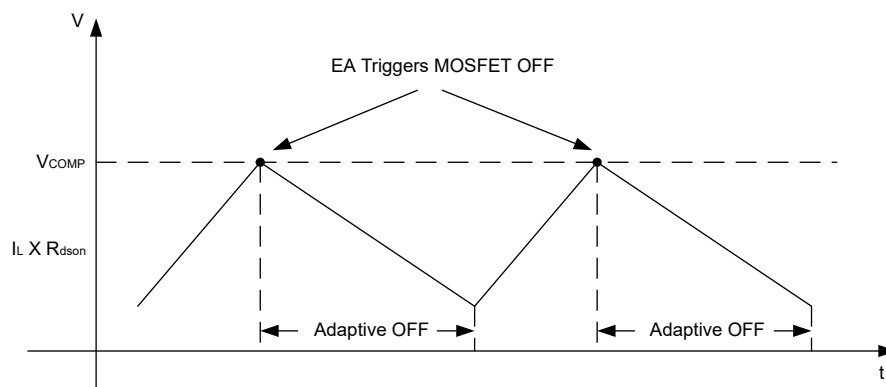 V
EA Triggers MOSFET OFF
VCOMP
IL X Rdson
Adaptive OFF
Adaptive OFF
t